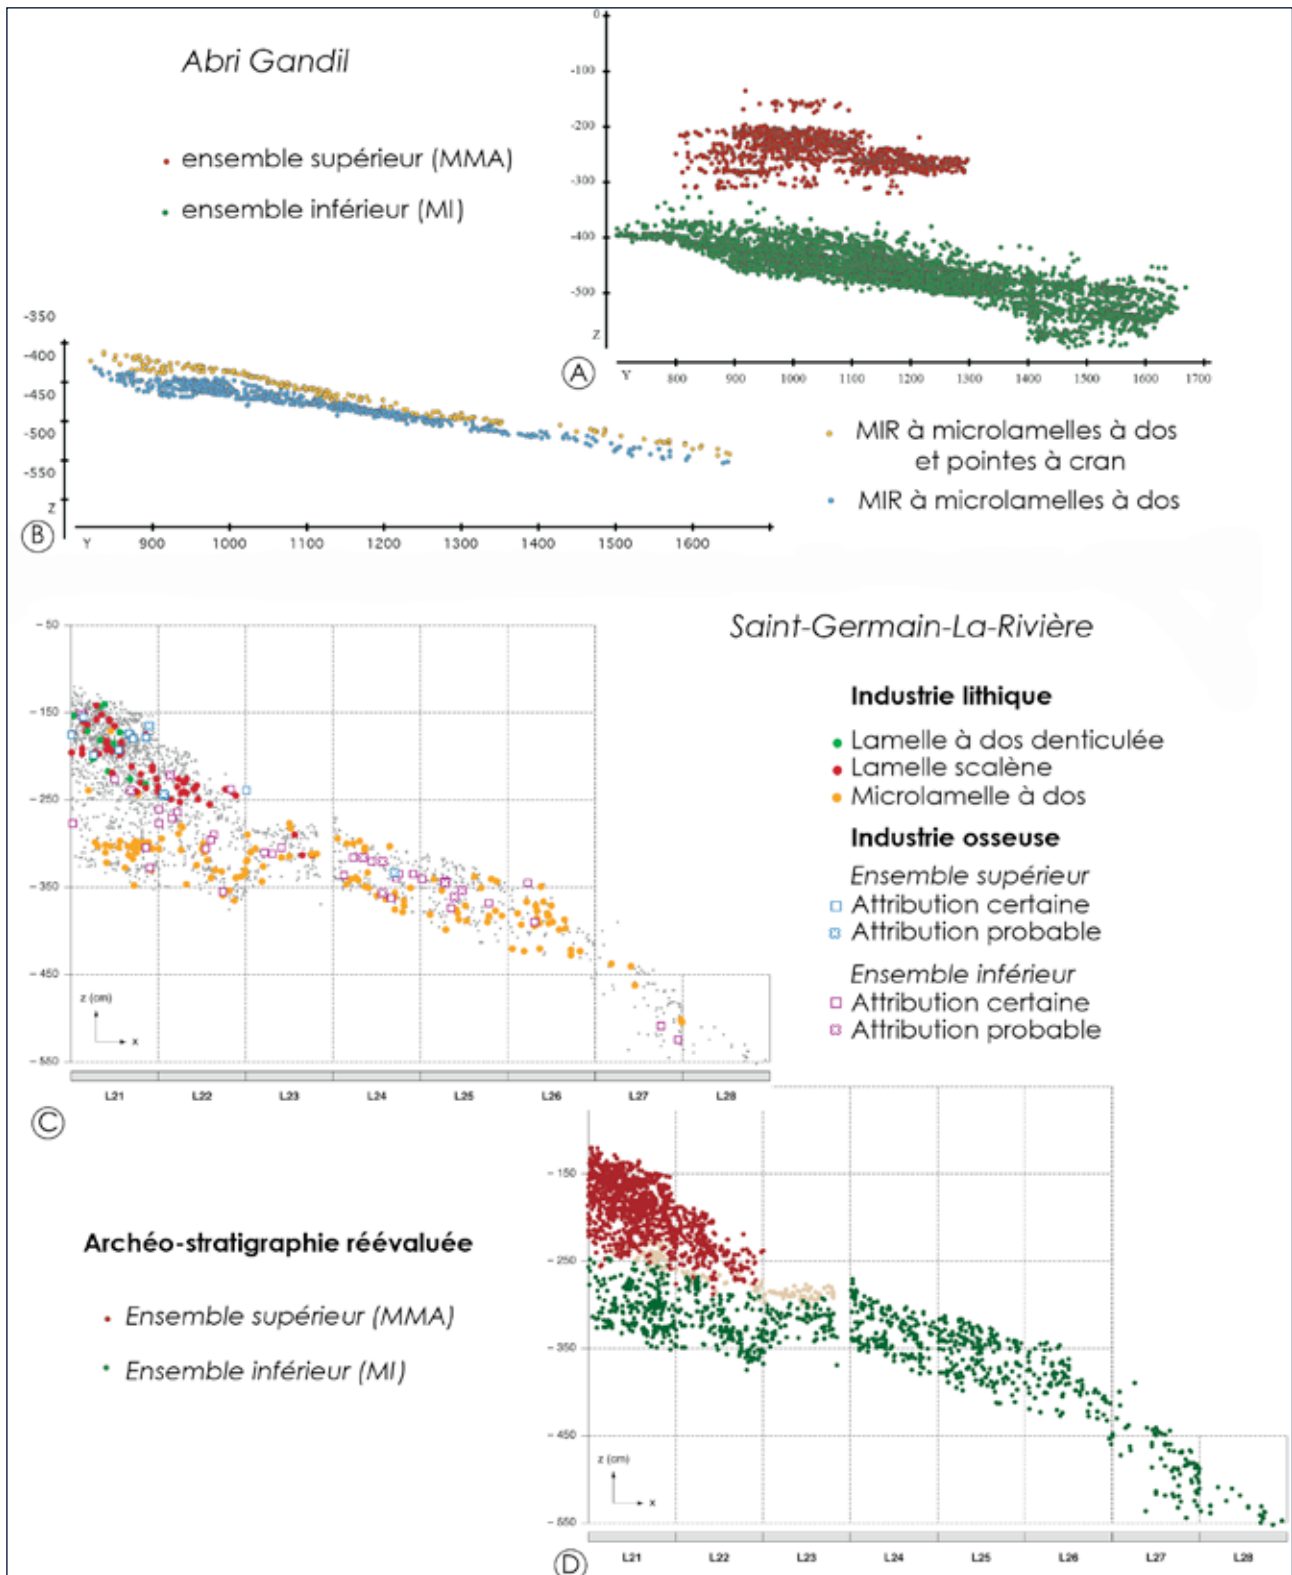 Abri Gandil
ensemble supérieur (MMA)
ensemble inférieur (MI)
0
-100
-200
-300
-400
-500
Z
A
Y 800 900 1000 1100 1200 1300 1400 1500 1600 1700
-350
-400
-450
-500
-550
Z
B
Y 900 1000 1100 1200 1300 1400 1500 1600
MIR à microlamelles à dos
et pointes à cran
MIR à microlamelles à dos
Saint-Germain-La-Rivière
- 50
- 150
- 250
- 350
- 450
- 550
z (cm)
x
L21 L22 L23 L24 L25 L26 L27 L28
C
Industrie lithique
Lamelle à dos denticulée
Lamelle scalène
Microlamelle à dos
Industrie osseuse
Ensemble supérieur
Attribution certaine
Attribution probable
Ensemble inférieur
Attribution certaine
Attribution probable
Archéo-stratigraphie réévaluée
Ensemble supérieur (MMA)
Ensemble inférieur (MI)
- 150
- 250
- 350
- 450
- 550
z (cm)
x
L21 L22 L23 L24 L25 L26 L27 L28
D